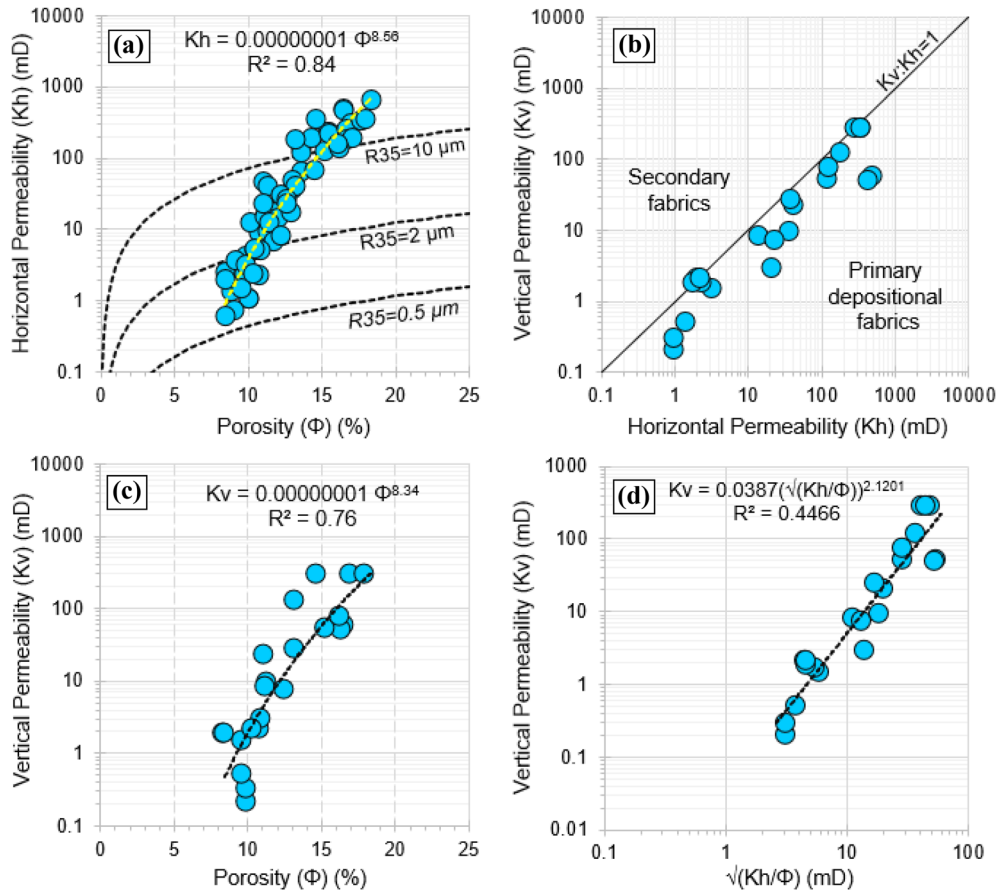 (a)
Kh = 0.00000001 Φ^8.56
R² = 0.84
Horizontal Permeability (Kh) (mD)
10000
1000
100
10
1
0.1
R35=10 μm
R35=2 μm
R35=0.5 μm
0 5 10 15 20 25
Porosity (Φ) (%)
(b)
Kv:Kh=1
Vertical Permeability (Kv) (mD)
10000
1000
100
10
1
0.1
Secondary
fabrics
Primary
depositional
fabrics
0.1 1 10 100 1000 10000
Horizontal Permeability (Kh) (mD)
(c)
Kv = 0.00000001 Φ^8.34
R² = 0.76
Vertical Permeability (Kv) (mD)
10000
1000
100
10
1
0.1
0 5 10 15 20 25
Porosity (Φ) (%)
(d)
Kv = 0.0387(√(Kh/Φ))^2.1201
R² = 0.4466
Vertical Permeability (Kv) (mD)
1000
100
10
1
0.1
0.01
0.1 1 10 100
√(Kh/Φ) (mD)